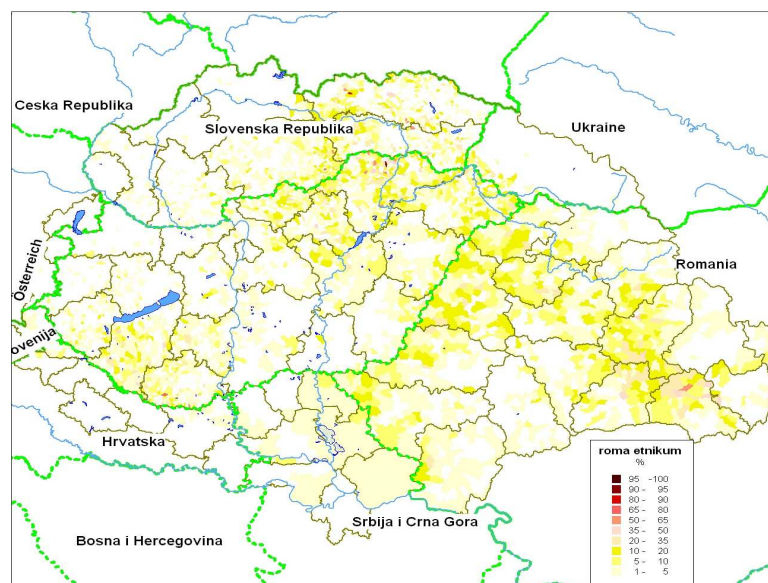 Ceska Republika
Slovenska Republika
Ukraine
Österreich
Romania
ovenija
Hrvatska
Srbija i Crna Gora
Bosna i Hercegovina
roma etnikum
%
95 -100
90 - 95
80 - 90
65 - 80
50 - 65
35 - 50
20 - 35
10 - 20
5 - 10
1 - 5